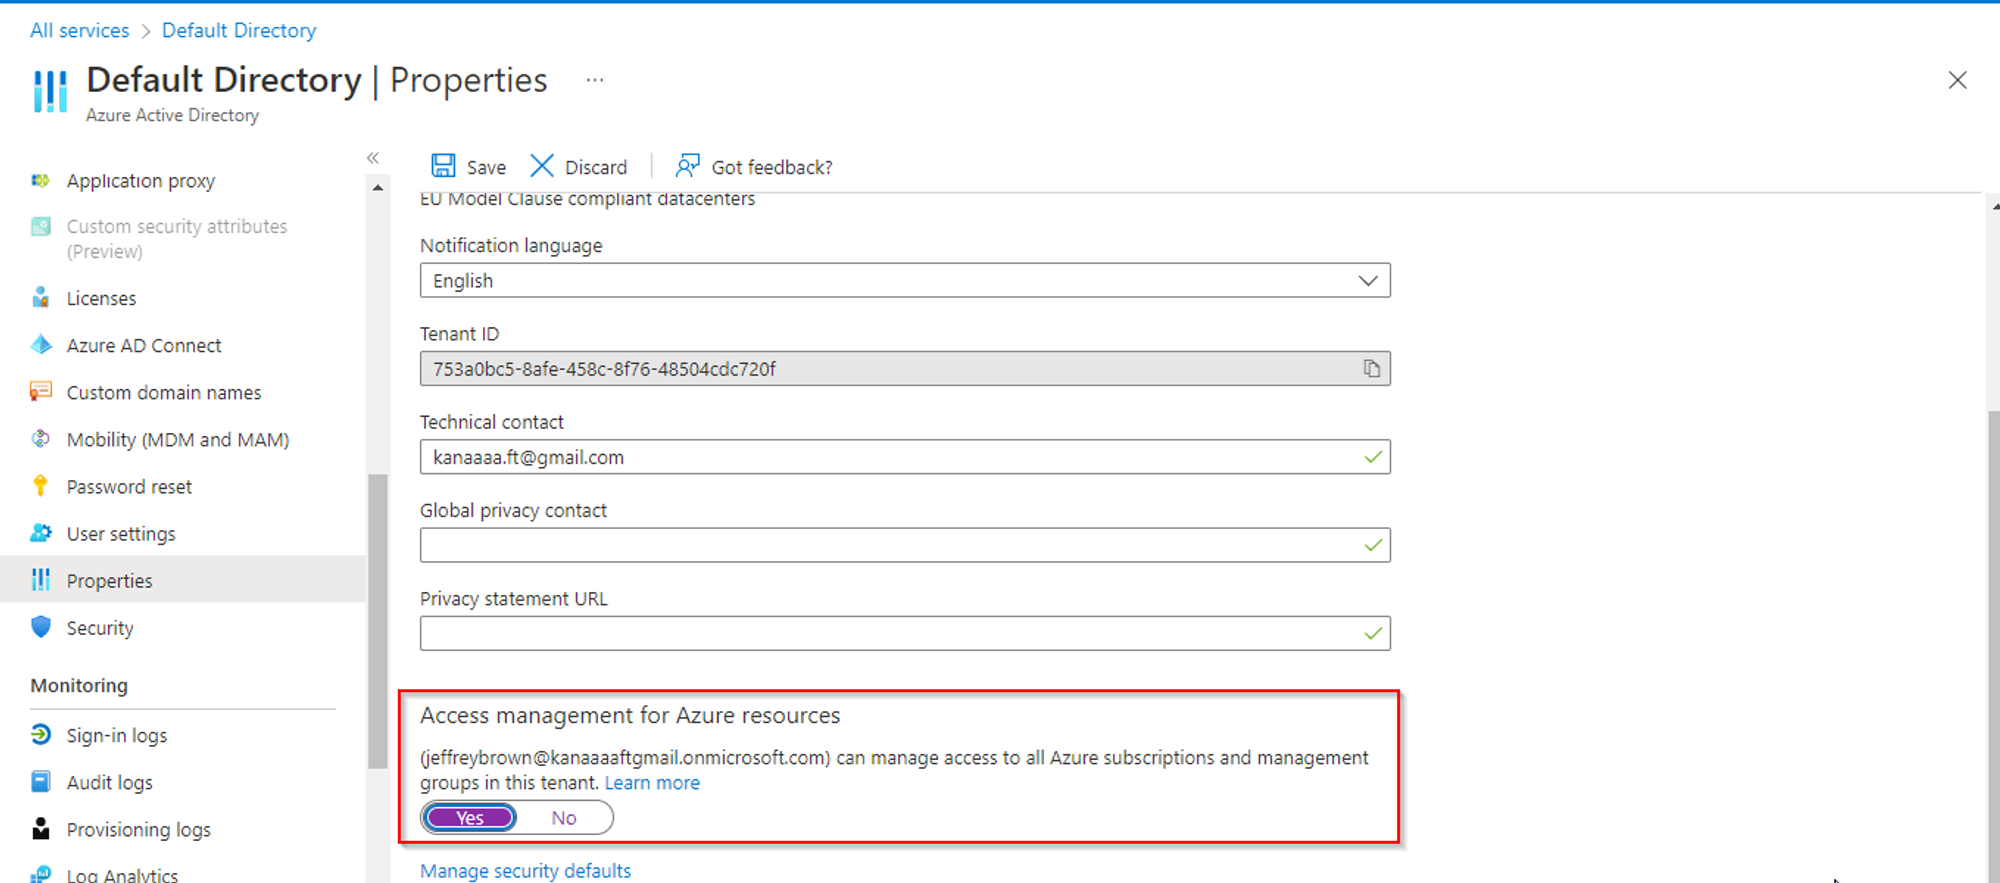 All services > Default Directory
Default Directory | Properties ...
Azure Active Directory
Application proxy
Custom security attributes
(Preview)
Licenses
Azure AD Connect
Custom domain names
Mobility (MDM and MAM)
Password reset
User settings
Properties
Security
Monitoring
Sign-in logs
Audit logs
Provisioning logs
Log Analytics
Save Discard Got feedback?
EU Model Clause compliant datacenters
Notification language
English
Tenant ID
753a0bc5-8afe-458c-8f76-48504cdc720f
Technical contact
kanaaaa.ft@gmail.com
Global privacy contact
Privacy statement URL
Access management for Azure resources
(jeffreybrown@kanaaaaftgmail.onmicrosoft.com) can manage access to all Azure subscriptions and management
groups in this tenant. Learn more
Yes No
Manage security defaults